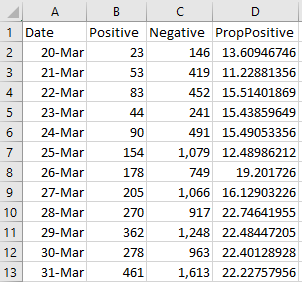 A B C D
1 Date Positive Negative PropPositive
2 20-Mar 23 146 13.60946746
3 21-Mar 53 419 11.22881356
4 22-Mar 83 452 15.51401869
5 23-Mar 44 241 15.43859649
6 24-Mar 90 491 15.49053356
7 25-Mar 154 1,079 12.48986212
8 26-Mar 178 749 19.201726
9 27-Mar 205 1,066 16.12903226
10 28-Mar 270 917 22.74641955
11 29-Mar 362 1,248 22.48447205
12 30-Mar 278 963 22.40128928
13 31-Mar 461 1,613 22.22757956